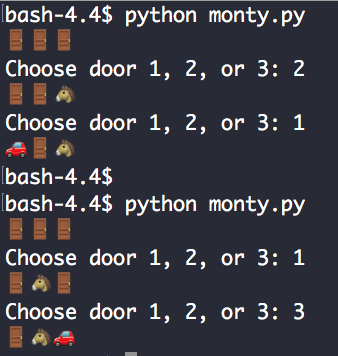 bash-4.4$ python monty.py
🚪🚪🚪
Choose door 1, 2, or 3: 2
🚪🚪🐴
Choose door 1, 2, or 3: 1
🚗🚪🐴
bash-4.4$
bash-4.4$ python monty.py
🚪🚪🚪
Choose door 1, 2, or 3: 1
🚪🐴🚪
Choose door 1, 2, or 3: 3
🚪🐴🚗